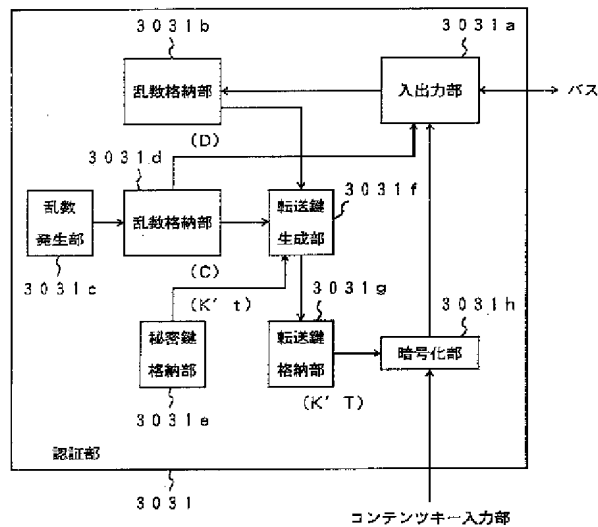 ３０３１ｂ
３０３１ａ
乱数格納部
入出力部
バス
（Ｄ）
３０３１ｄ
３０３１ｆ
乱数
発生部
乱数格納部
転送鍵
生成部
３０３１ｃ
（Ｃ）
３０３１ｇ
（Ｋ’ｔ）
３０３１ｈ
秘密鍵
格納部
転送鍵
格納部
暗号化部
３０３１ｅ
（Ｋ’Ｔ）
認証部
３０３１
コンテンツキー入力部